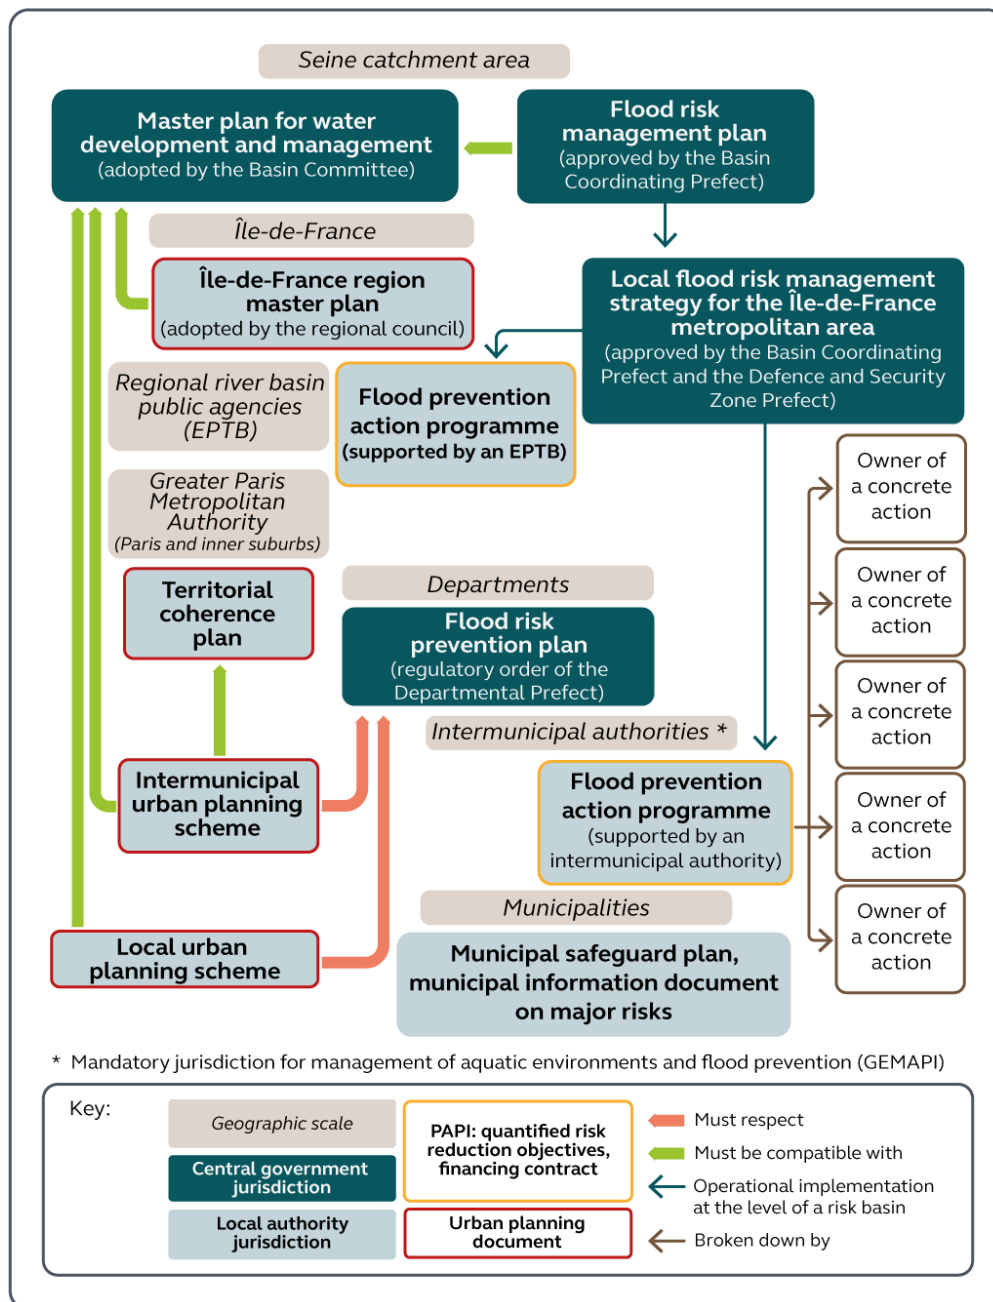 Seine catchment area
Master plan for water
development and management
(adopted by the Basin Committee)
Flood risk
management plan
(approved by the Basin
Coordinating Prefect)
Île-de-France
Île-de-France region
master plan
(adopted by the regional council)
Local flood risk management
strategy for the Île-de-France
metropolitan area
(approved by the Basin Coordinating
Prefect and the Defence and Security
Zone Prefect)
Regional river basin
public agencies
(EPTB)
Flood prevention
action programme
(supported by an EPTB)
Greater Paris
Metropolitan
Authority
(Paris and inner suburbs)
Territorial
coherence
plan
Departments
Flood risk
prevention plan
(regulatory order of the
Departmental Prefect)
Intermunicipal authorities *
Intermunicipal
urban planning
scheme
Flood prevention
action programme
(supported by an
intermunicipal authority)
Owner of
a concrete
action
Owner of
a concrete
action
Owner of
a concrete
action
Owner of
a concrete
action
Owner of
a concrete
action
Municipalities
Local urban
planning scheme
Municipal safeguard plan,
municipal information document
on major risks
* Mandatory jurisdiction for management of aquatic environments and flood prevention (GEMAPI)
Key:
Geographic scale
Central government
jurisdiction
Local authority
jurisdiction
PAPI: quantified risk
reduction objectives,
financing contract
Urban planning
document
Must respect
Must be compatible with
Operational implementation
at the level of a risk basin
Broken down by